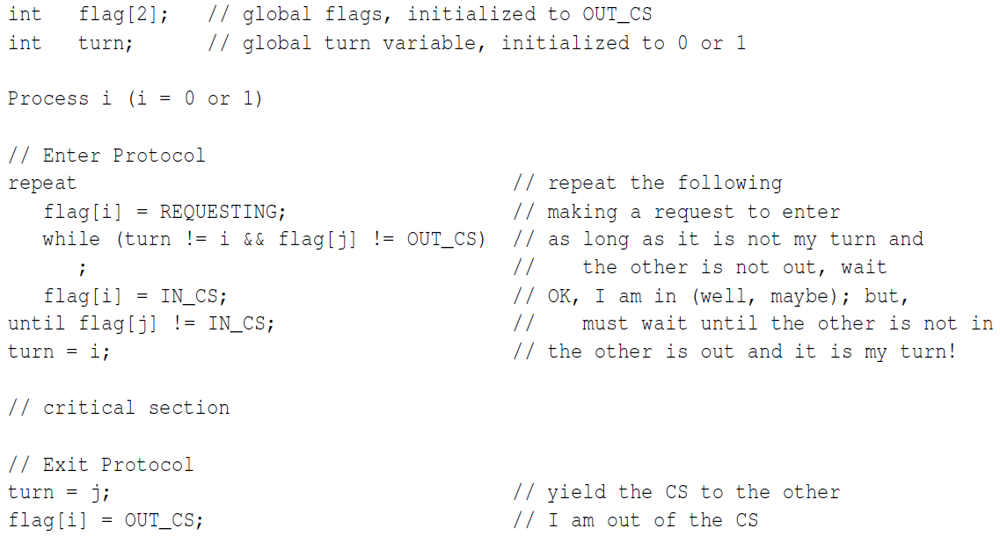 int   flag[2];   // global flags, initialized to OUT_CS
int   turn;      // global turn variable, initialized to 0 or 1

Process i (i = 0 or 1)

// Enter Protocol
repeat                                     // repeat the following
   flag[i] = REQUESTING;                   // making a request to enter
   while (turn != i && flag[j] != OUT_CS)  // as long as it is not my turn and
      ;                                    //    the other is not out, wait
   flag[i] = IN_CS;                        // OK, I am in (well, maybe); but,
until flag[j] != IN_CS;                    //    must wait until the other is not in
turn = i;                                  // the other is out and it is my turn!

// critical section

// Exit Protocol
turn = j;                                  // yield the CS to the other
flag[i] = OUT_CS;                          // I am out of the CS